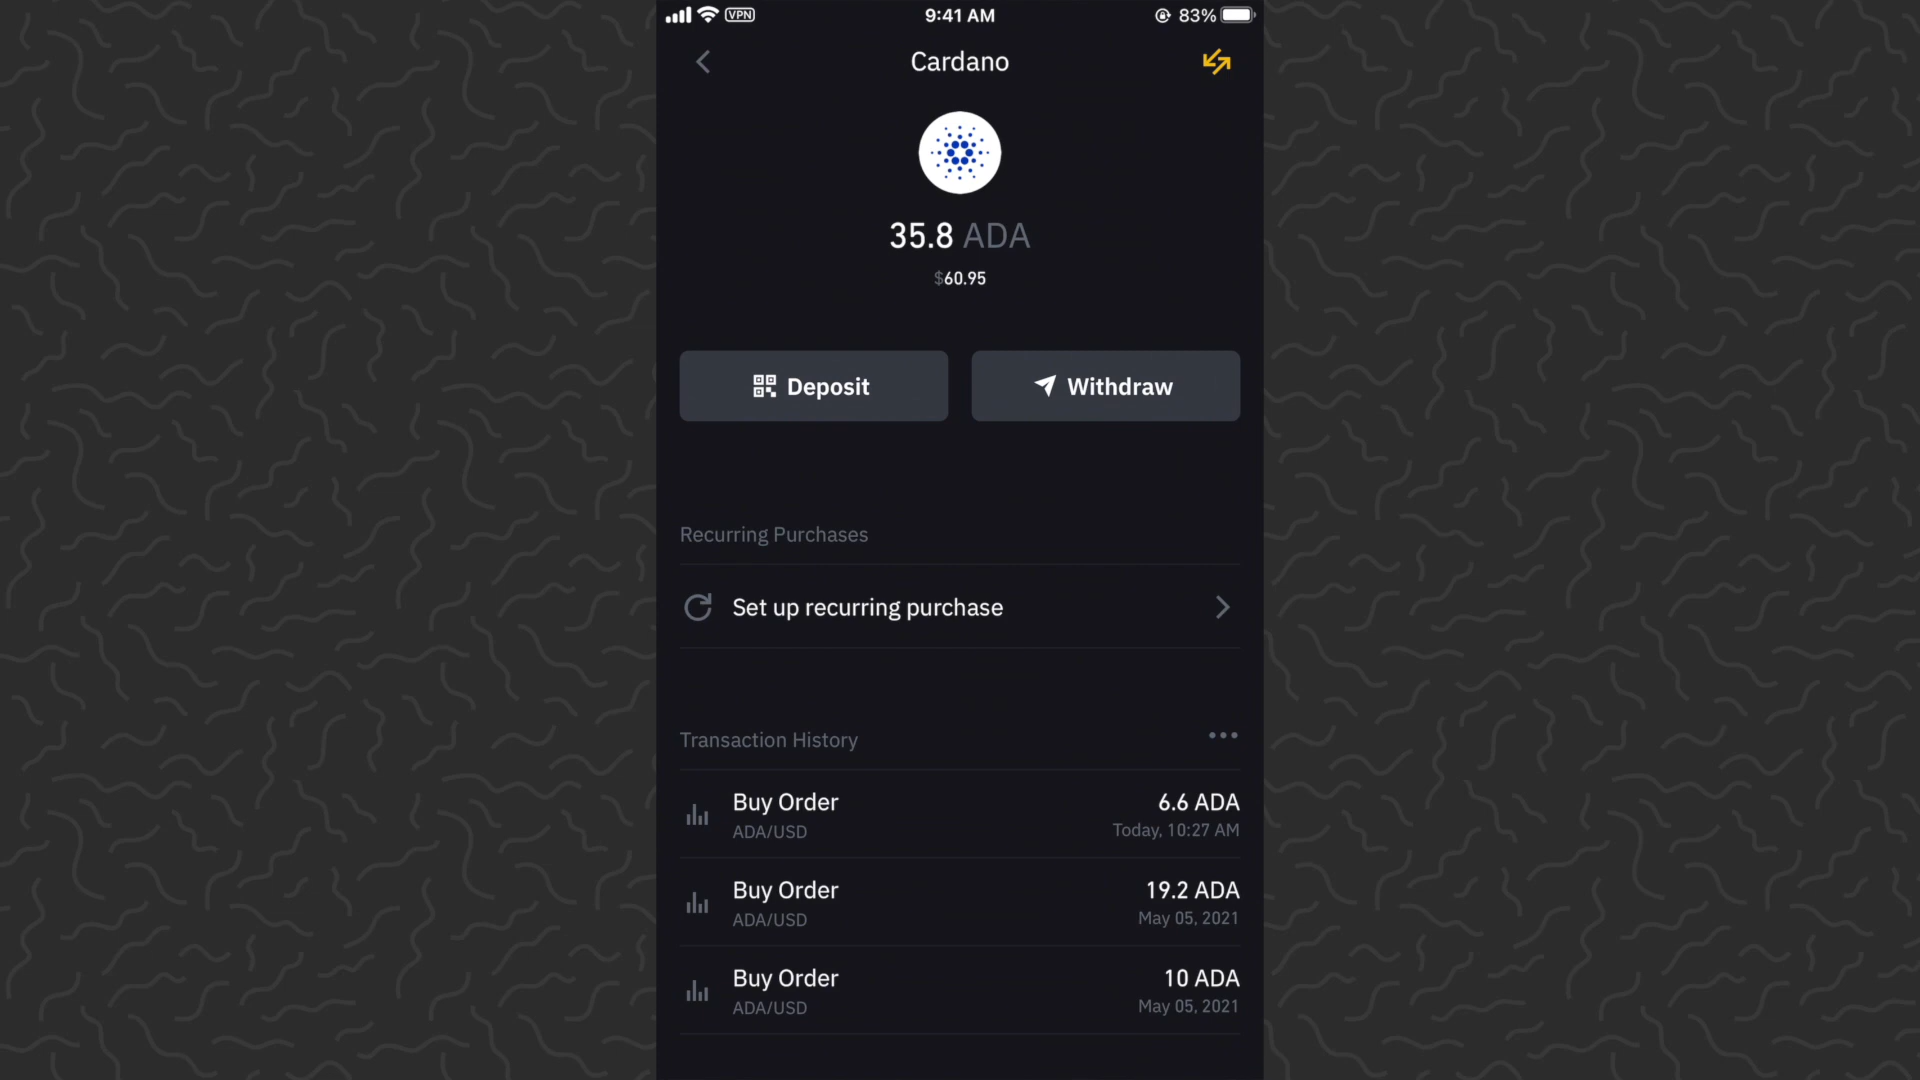 VPN 9:41 AM 83%
Cardano
35.8 ADA
$60.95
Deposit Withdraw
Recurring Purchases
Set up recurring purchase
Transaction History
Buy Order 6.6 ADA
ADA/USD Today, 10:27 AM
Buy Order 19.2 ADA
ADA/USD May 05, 2021
Buy Order 10 ADA
ADA/USD May 05, 2021